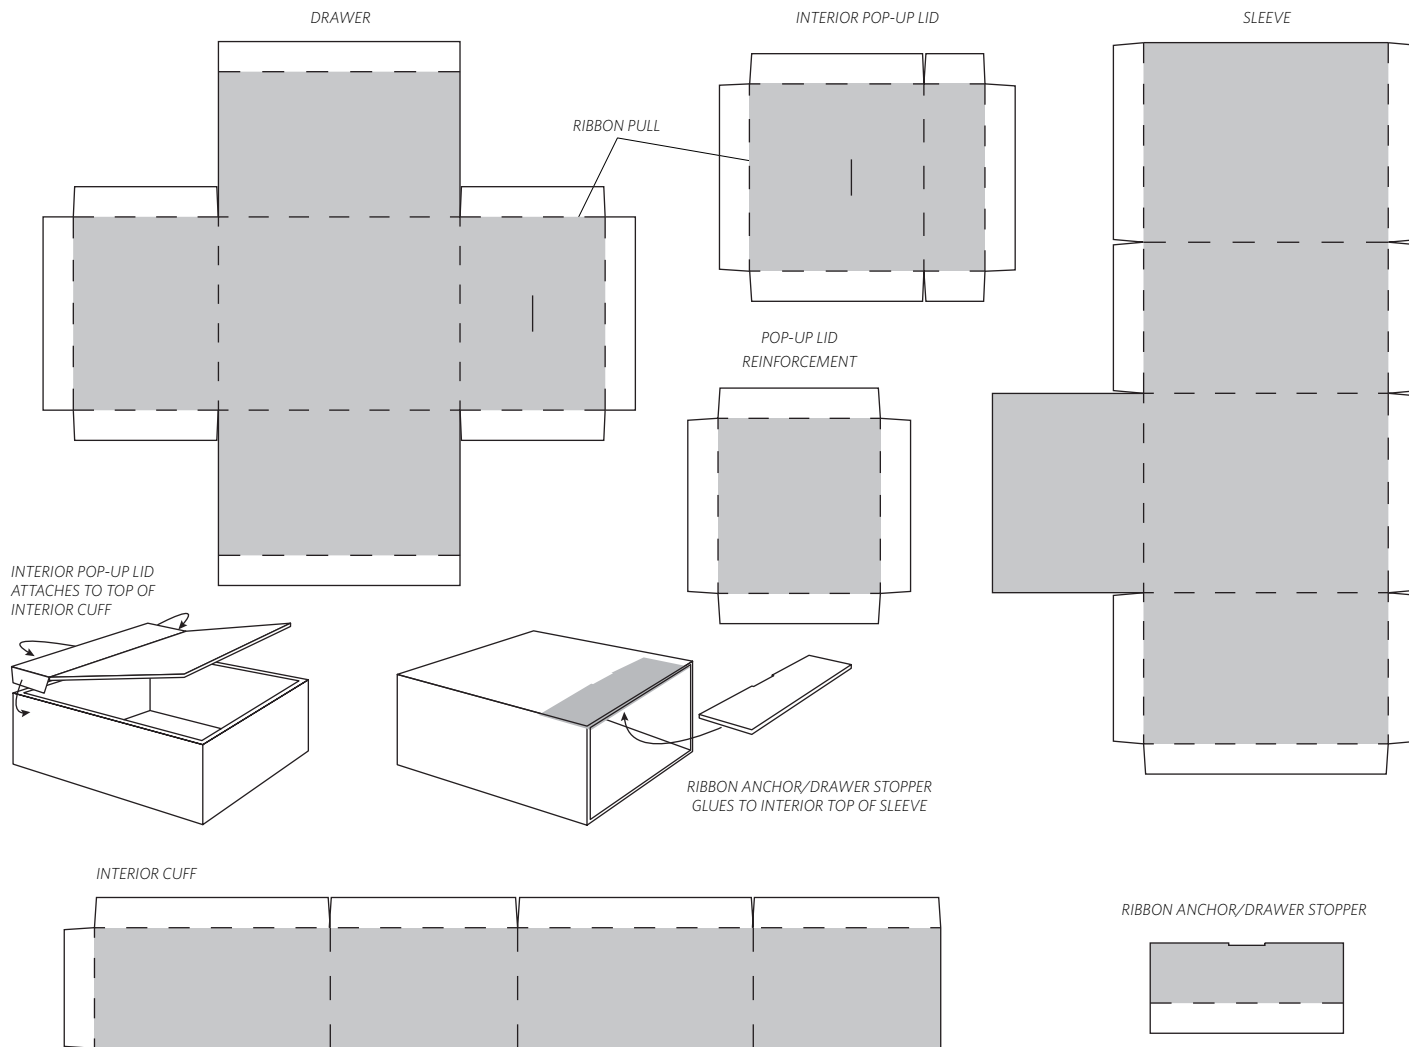 DRAWER
INTERIOR POP-UP LID
SLEEVE
RIBBON PULL
POP-UP LID
REINFORCEMENT
INTERIOR POP-UP LID
ATTACHES TO TOP OF
INTERIOR CUFF
RIBBON ANCHOR/DRAWER STOPPER
GLUES TO INTERIOR TOP OF SLEEVE
INTERIOR CUFF
RIBBON ANCHOR/DRAWER STOPPER